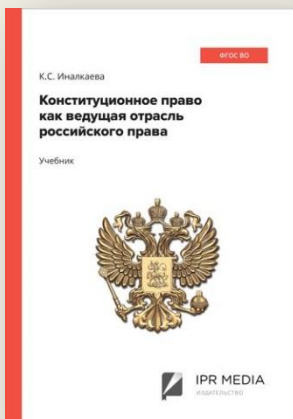 ФГОС ВО
К.С. Иналкаева
Конституционное право
как ведущая отрасль
российского права
Учебник
IPR MEDIA
ИЗДАТЕЛЬСТВО